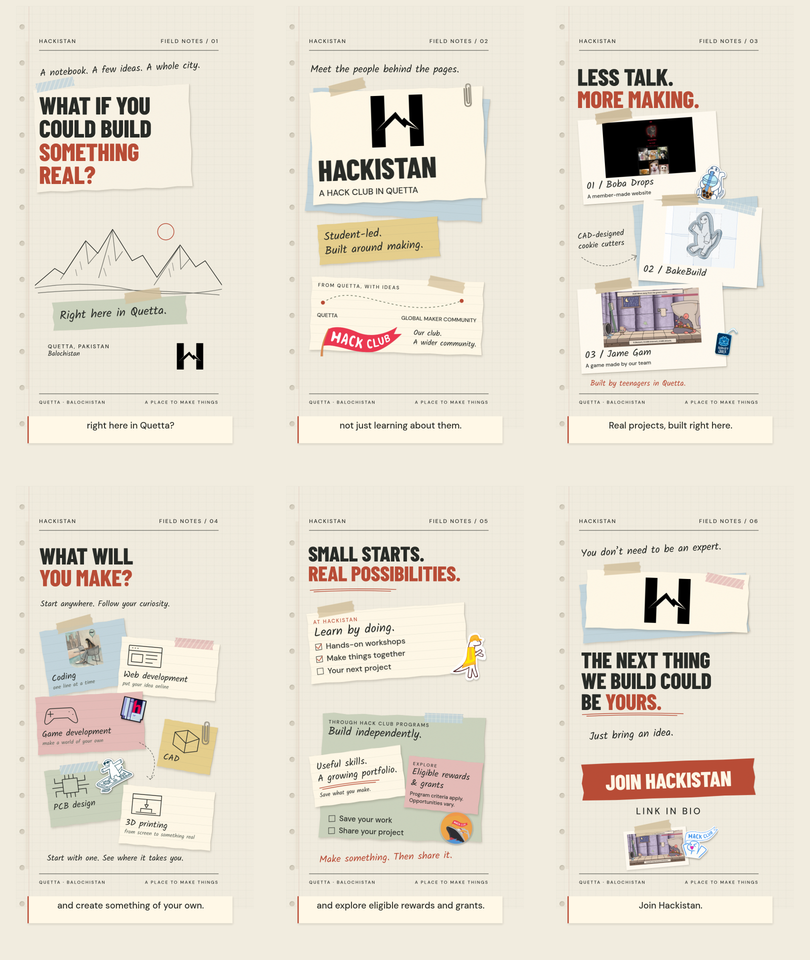 HACKISTAN
FIELD NOTES / 01
A notebook. A few ideas. A whole city.
WHAT IF YOU
COULD BUILD
SOMETHING
REAL?
Right here in Quetta.
QUETTA, PAKISTAN
Balochistan
QUETTA · BALOCHISTAN
A PLACE TO MAKE THINGS
right here in Quetta?
HACKISTAN
FIELD NOTES / 02
Meet the people behind the pages.
HACKISTAN
A HACK CLUB IN QUETTA
Student-led.
Built around making.
FROM QUETTA, WITH IDEAS
QUETTA
GLOBAL MAKER COMMUNITY
HACK CLUB
Our club.
A wider community.
QUETTA · BALOCHISTAN
A PLACE TO MAKE THINGS
not just learning about them.
HACKISTAN
FIELD NOTES / 03
LESS TALK.
MORE MAKING.
01 / Boba Drops
A member-made website
CAD-designed
cookie cutters
02 / BakeBuild
03 / Jame Gam
A game made by our team
Built by teenagers in Quetta.
QUETTA · BALOCHISTAN
A PLACE TO MAKE THINGS
Real projects, built right here.
HACKISTAN
FIELD NOTES / 04
WHAT WILL
YOU MAKE?
Start anywhere. Follow your curiosity.
Coding
one line at a time
Web development
put your idea online
Game development
make a world of your own
CAD
PCB design
3D printing
from screen to something real
Start with one. See where it takes you.
QUETTA · BALOCHISTAN
A PLACE TO MAKE THINGS
and create something of your own.
HACKISTAN
FIELD NOTES / 05
SMALL STARTS.
REAL POSSIBILITIES.
AT HACKISTAN
Learn by doing.
Hands-on workshops
Make things together
Your next project
THROUGH HACK CLUB PROGRAMS
Build independently.
Useful skills.
A growing portfolio.
Save what you make.
EXPLORE
Eligible rewards
& grants
Program criteria apply.
Opportunities vary.
Save your work
Share your project
Make something. Then share it.
QUETTA · BALOCHISTAN
A PLACE TO MAKE THINGS
and explore eligible rewards and grants.
HACKISTAN
FIELD NOTES / 06
You don't need to be an expert.
THE NEXT THING
WE BUILD COULD
BE YOURS.
Just bring an idea.
JOIN HACKISTAN
LINK IN BIO
HACK CLUB
QUETTA · BALOCHISTAN
A PLACE TO MAKE THINGS
Join Hackistan.